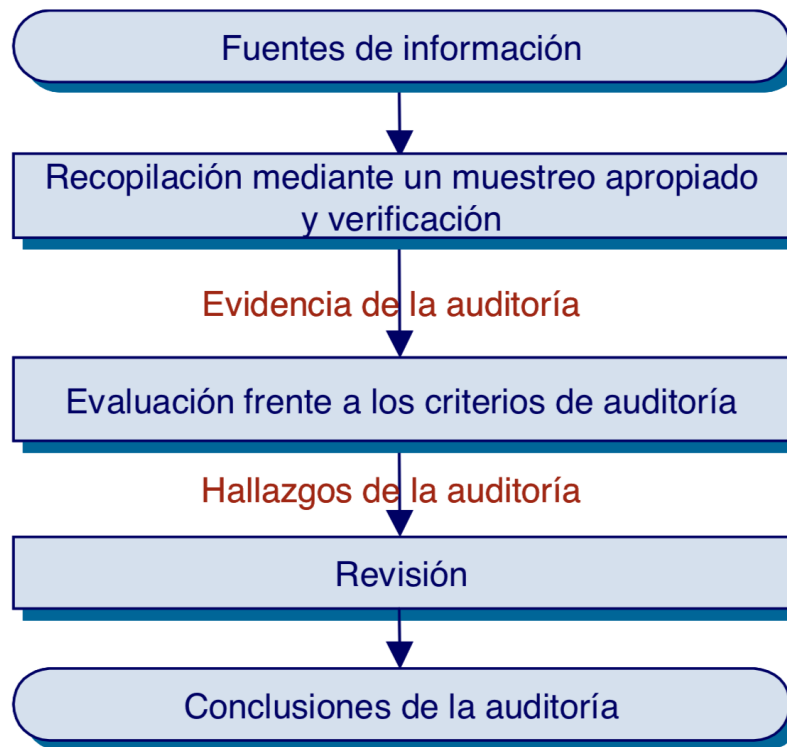 Fuentes de información
Recopilación mediante un muestreo apropiado
y verificación
Evidencia de la auditoría
Evaluación frente a los criterios de auditoría
Hallazgos de la auditoría
Revisión
Conclusiones de la auditoría